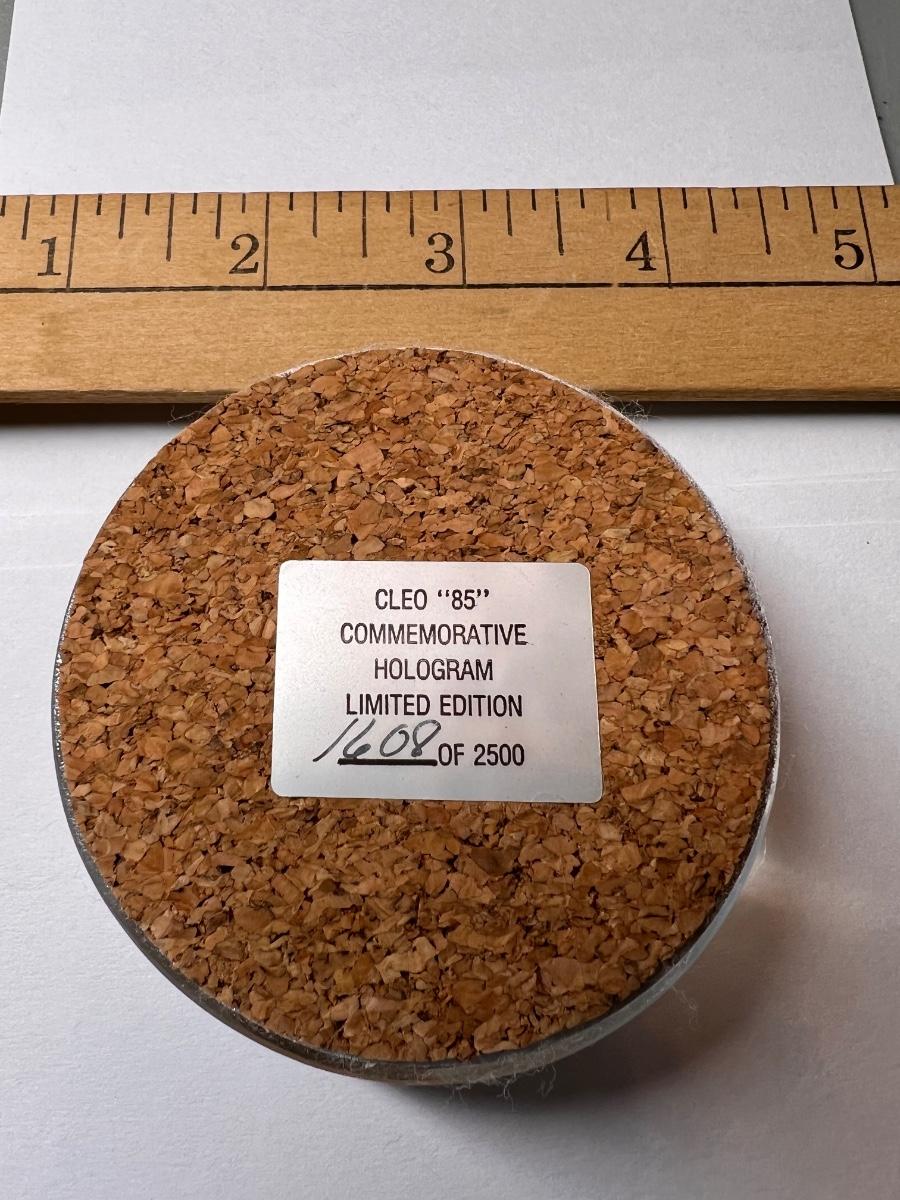 1 2 3 4 5
CLEO "85"
COMMEMORATIVE
HOLOGRAM
LIMITED EDITION
1608 OF 2500